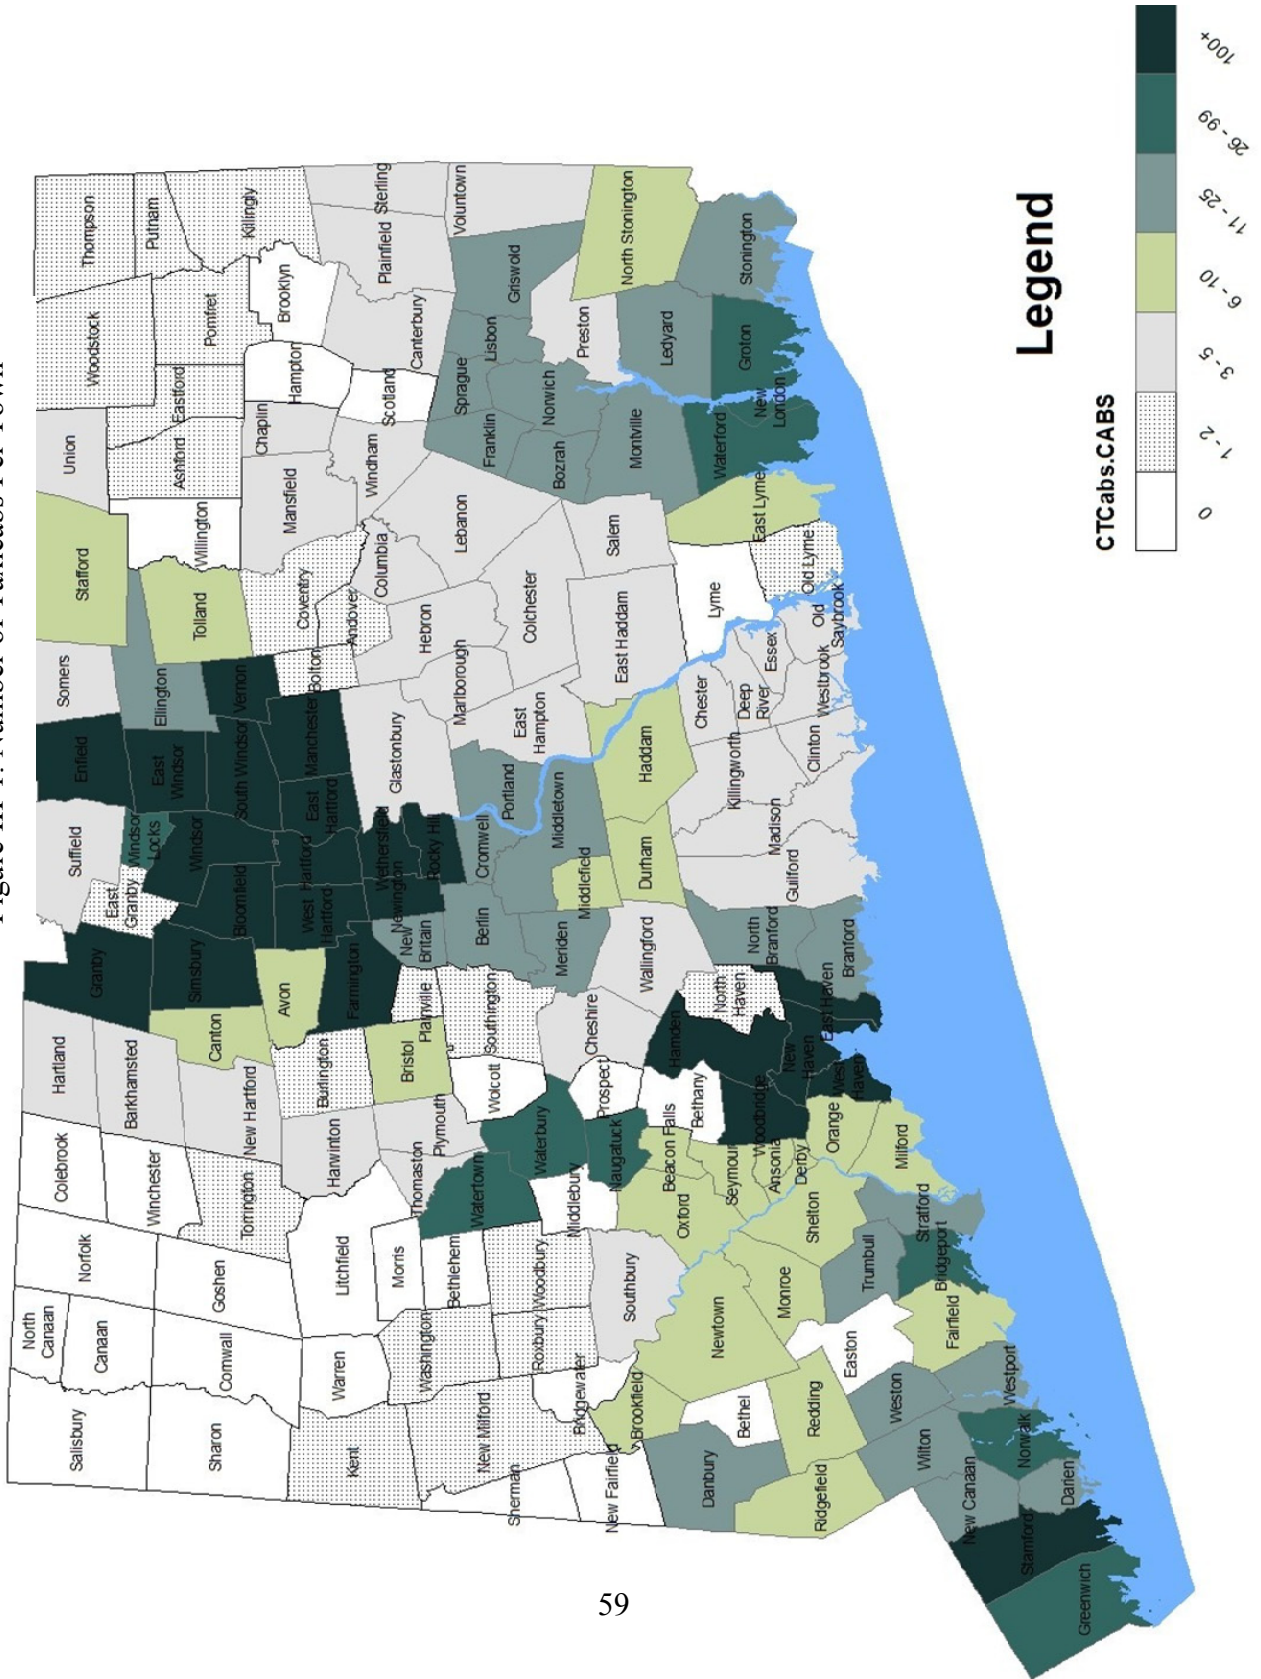 Thompson
Putnam
Killingly
Sterling
Voluntown
North Stonington
Stonington
Woodstock
Pomfret
Brooklyn
Plainfield
Griswold
Eastford
Hampton
Canterbury
Lisbon
Preston
Ledyard
Groton
Union
Ashford
Chaplin
Scotland
Sprague
Norwich
New
London
Windham
Franklin
Bozrah
Montville
Waterford
Stafford
Willington
Mansfield
Columbia
Lebanon
Salem
East Lyme
Tolland
Coventry
Andover
Hebron
Colchester
East Haddam
Lyme
Old Lyme
Old
Saybrook
Somers
Ellington
Vernon
Bolton
Marlborough
East
Hampton
Chester
Deep
River
Essex
Westbrook
Enfield
East
Windsor
South Windsor
Manchester
Glastonbury
Portland
Haddam
Killingworth
Clinton
Suffield
Windsor
Locks
Windsor
East
Hartford
Hartford
Wethersfield
Rocky Hill
Cromwell
Middletown
Middlefield
Durham
Madison
Guilford
East
Granby
Bloomfield
West
Hartford
Newington
New
Britain
Berlin
Meriden
Wallingford
North
Branford
Branford
Granby
Simsbury
Avon
Farmington
Plainville
Southington
Cheshire
North
Haven
East Haven
Hartland
Barkhamsted
Canton
New Hartford
Burlington
Bristol
Wolcott
Prospect
Hamden
Bethany
New
Haven
West
Haven
Woodbridge
Colebrook
Winchester
Torrington
Harwinton
Plymouth
Thomaston
Waterbury
Watertown
Naugatuck
Middlebury
Beacon Falls
Seymour
Ansonia
Derby
Orange
Milford
Norfolk
Goshen
Litchfield
Morris
Bethlehem
Woodbury
Southbury
Oxford
Shelton
Stratford
North
Canaan
Canaan
Cornwall
Warren
Washington
Roxbury
Bridgewater
Newtown
Monroe
Trumbull
Bridgeport
Easton
Fairfield
Salisbury
Sharon
Kent
New Milford
Sherman
New Fairfield
Brookfield
Bethel
Danbury
Redding
Ridgefield
Weston
Westport
Wilton
Norwalk
New Canaan
Darien
Stamford
Greenwich
Legend
CTCabs.CABS
0
1 - 2
3 - 5
6 - 10
11 - 25
26 - 99
100+
59